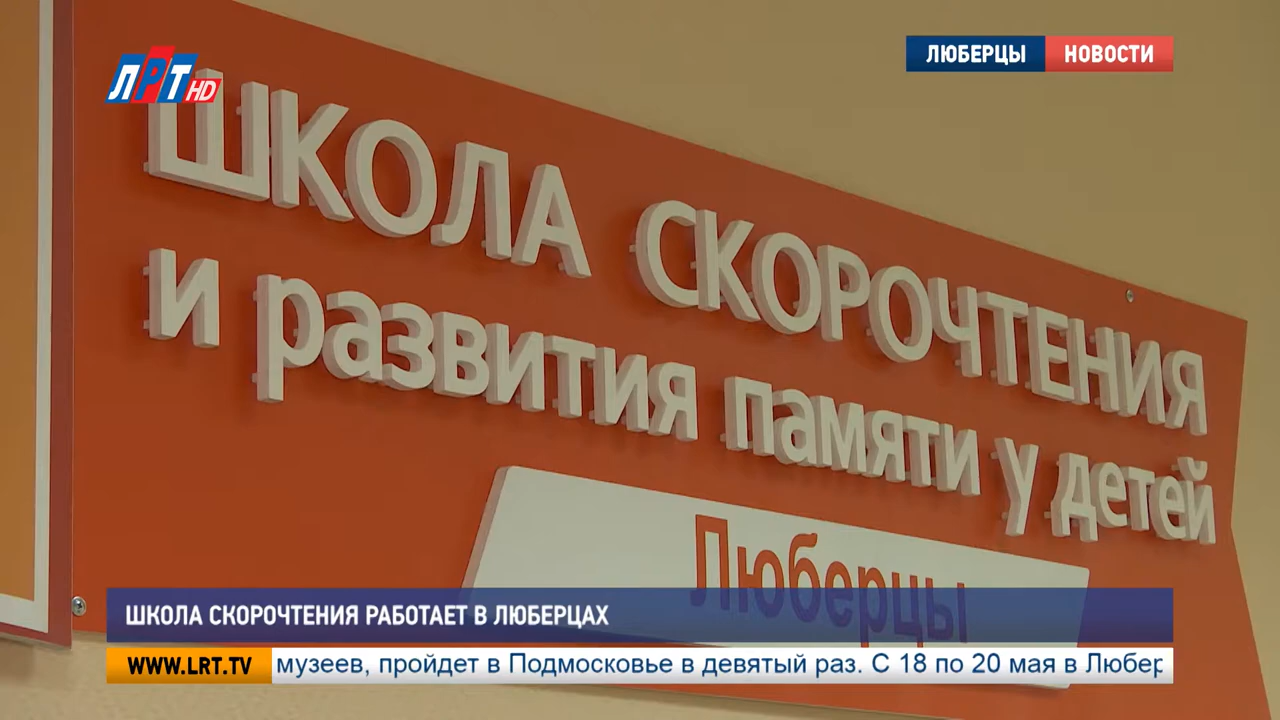 ЛРТ HD
ЛЮБЕРЦЫ НОВОСТИ
ШКОЛА СКОРОЧТЕНИЯ
и развития памяти у детей
Люберцы
ШКОЛА СКОРОЧТЕНИЯ РАБОТАЕТ В ЛЮБЕРЦАХ
WWW.LRT.TV музеев, пройдет в Подмосковье в девятый раз. С 18 по 20 мая в Любер